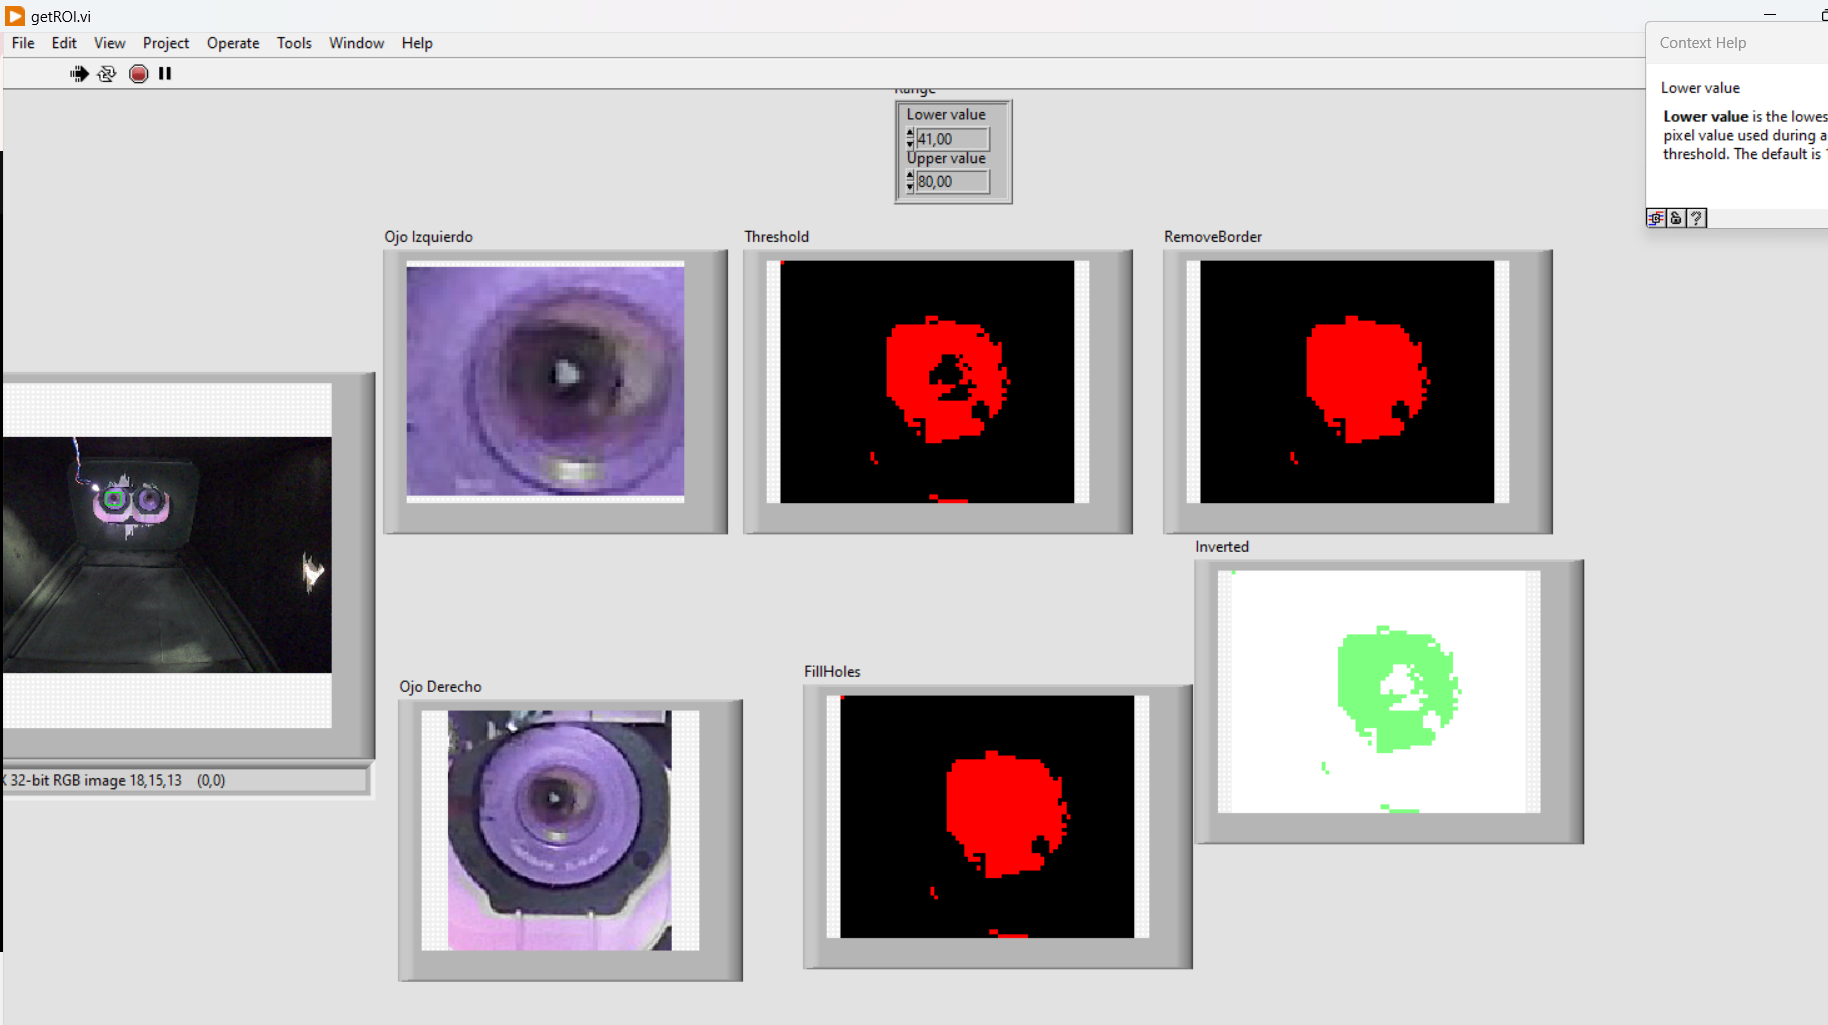 getROI.vi
File Edit View Project Operate Tools Window Help
Context Help
Range
Lower value
41,00
Upper value
80,00
Lower value
Lower value is the lowes
pixel value used during a
threshold. The default is
Ojo Izquierdo
Threshold
RemoveBorder
Inverted
FillHoles
Ojo Derecho
X 32-bit RGB image 18,15,13 (0,0)